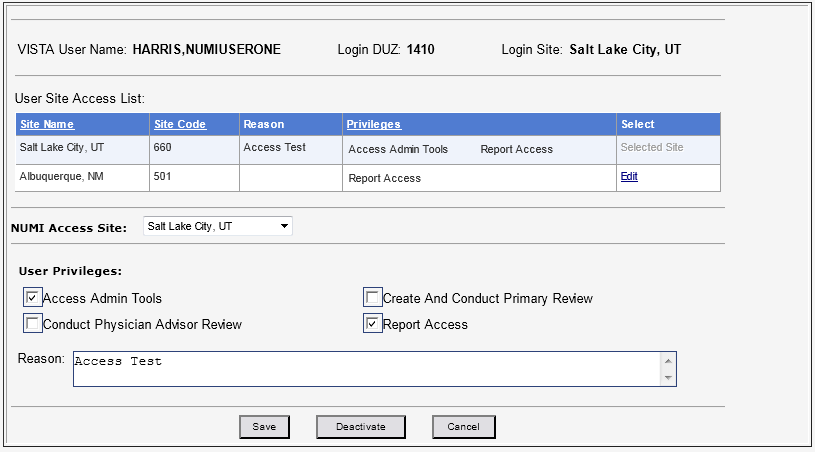 VISTA User Name: HARRIS,NUMIUSERONE Login DUZ: 1410 Login Site: Salt Lake City, UT
User Site Access List:
Site Name Site Code Reason Privileges Select
Salt Lake City, UT 660 Access Test Access Admin Tools Report Access Selected Site
Albuquerque, NM 501 Report Access Edit
NUMI Access Site: Salt Lake City, UT
User Privileges:
Access Admin Tools Create And Conduct Primary Review
Conduct Physician Advisor Review Report Access
Reason: Access Test
Save Deactivate Cancel